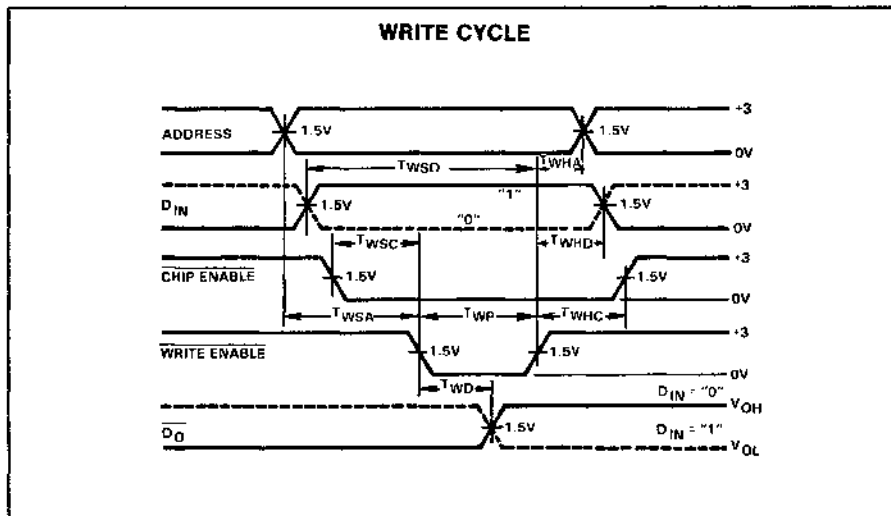 WRITE CYCLE
+3
ADDRESS
1.5V
1.5V
0V
TWSD
TWHA
+3
"1"
DIN
1.5V
1.5V
"0"
0V
TWSC
TWHD
+3
CHIP ENABLE
1.5V
1.5V
0V
TWSA
TWP
TWHC
+3
WRITE ENABLE
1.5V
1.5V
0V
TWD
DIN = "0"
VOH
DO
1.5V
DIN = "1"
VOL